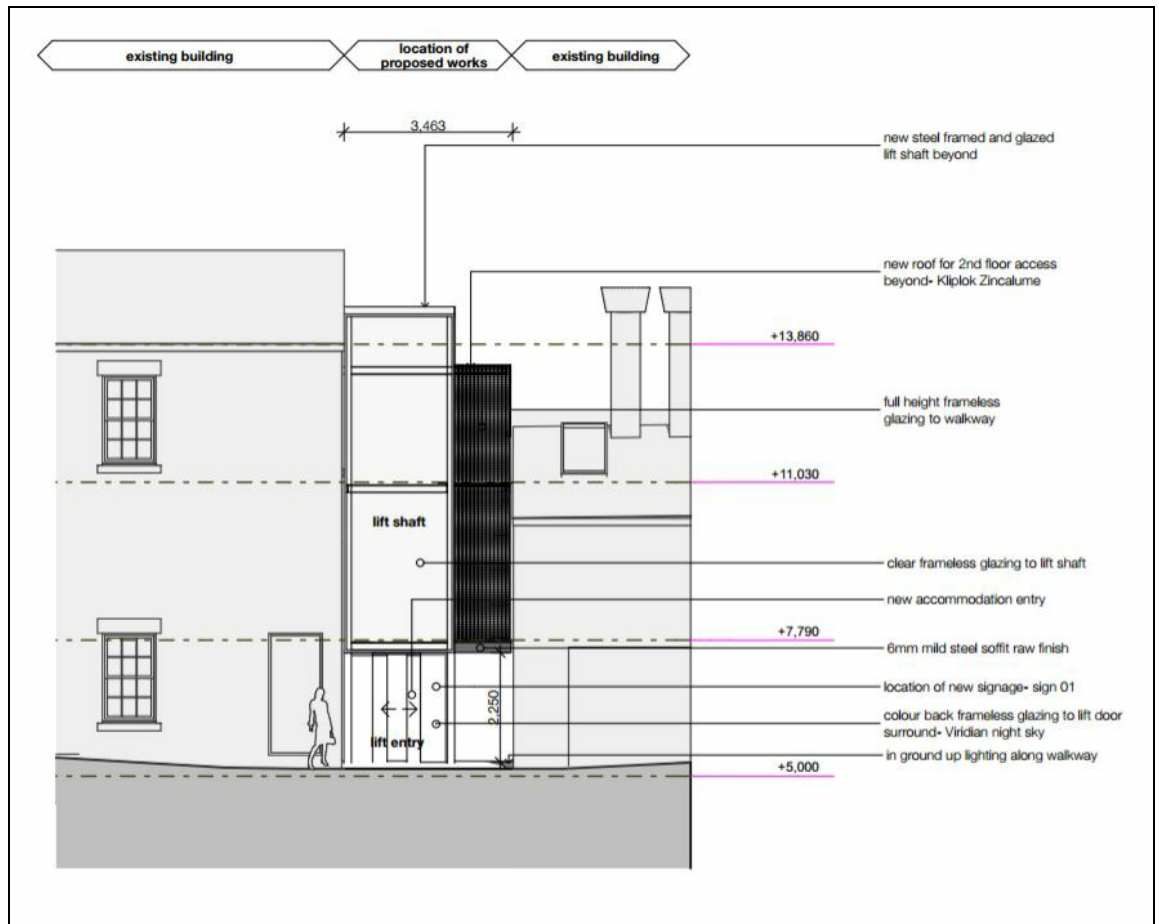 existing building
location of
proposed works
existing building
3,463
new steel framed and glazed
lift shaft beyond
new roof for 2nd floor access
beyond- Kliplok Zincalume
+13,860
full height frameless
glazing to walkway
+11,030
lift shaft
clear frameless glazing to lift shaft
new accommodation entry
+7,790
6mm mild steel soffit raw finish
location of new signage- sign 01
2,250
colour back frameless glazing to lift door
surround- Viridian night sky
lift entry
in ground up lighting along walkway
+5,000